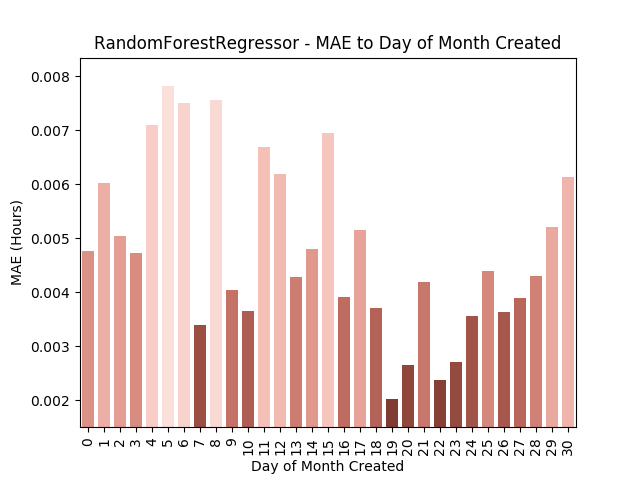 RandomForestRegressor - MAE to Day of Month Created
0.008
0.007
0.006
0.005
0.004
0.003
0.002
MAE (Hours)
0 1 2 3 4 5 6 7 8 9 10 11 12 13 14 15 16 17 18 19 20 21 22 23 24 25 26 27 28 29 30
Day of Month Created